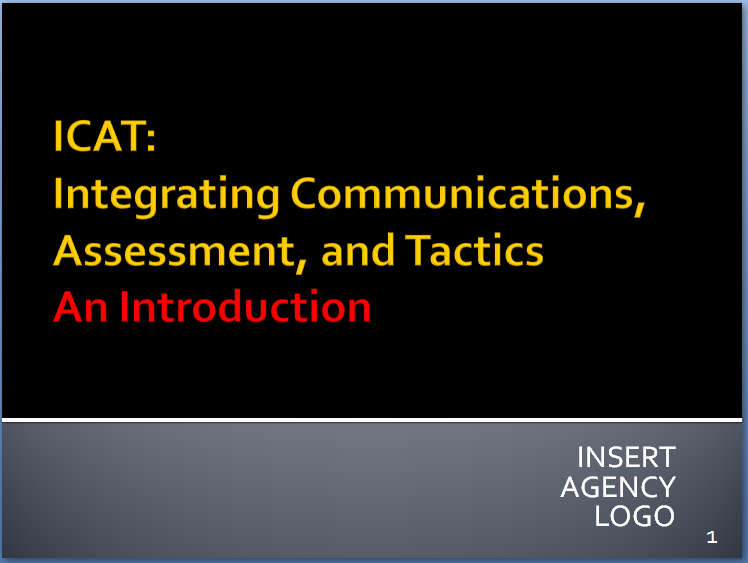 ICAT:
Integrating Communications,
Assessment, and Tactics
An Introduction
INSERT
AGENCY
LOGO
1